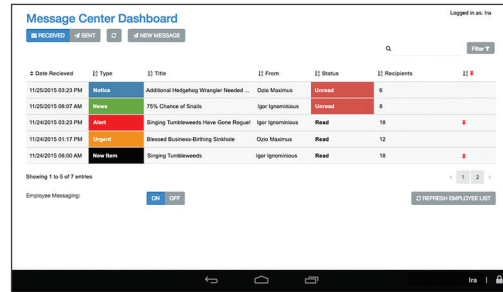 Logged in as: Ira
Message Center Dashboard
RECEIVED SENT NEW MESSAGE
Filter
Date Recieved Type Title From Status Recipients
11/25/2015 03:23 PM Notice Additional Hedgehog Wrangler Needed ... Ozio Maximus Unread 6
11/25/2015 08:07 AM News 75% Chance of Snails Igor Ignominious Unread 8
11/24/2015 03:23 PM Alert Singing Tumbleweeds Have Gone Rogue! Igor Ignominious Read 18
11/24/2015 01:17 PM Urgent Blessed Business-Birthing Sinkhole Ozio Maximus Read 12
11/24/2015 08:00 AM New Item Singing Tumbleweeds Igor Ignominious Read 18
Showing 1 to 5 of 7 entries ‹ 1 2 ›
Employee Messaging: ON OFF REFRESH EMPLOYEE LIST
Ira |